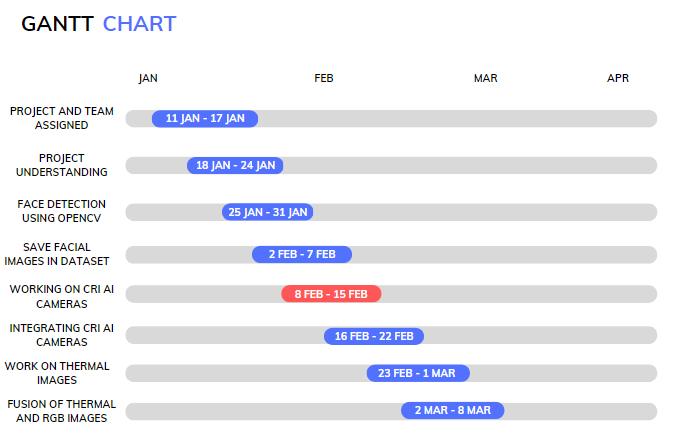 GANTT CHART
JAN FEB MAR APR
PROJECT AND TEAM
ASSIGNED
11 JAN - 17 JAN
PROJECT
UNDERSTANDING
18 JAN - 24 JAN
FACE DETECTION
USING OPENCV
25 JAN - 31 JAN
SAVE FACIAL
IMAGES IN DATASET
2 FEB - 7 FEB
WORKING ON CRI AI
CAMERAS
8 FEB - 15 FEB
INTEGRATING CRI AI
CAMERAS
16 FEB - 22 FEB
WORK ON THERMAL
IMAGES
23 FEB - 1 MAR
FUSION OF THERMAL
AND RGB IMAGES
2 MAR - 8 MAR